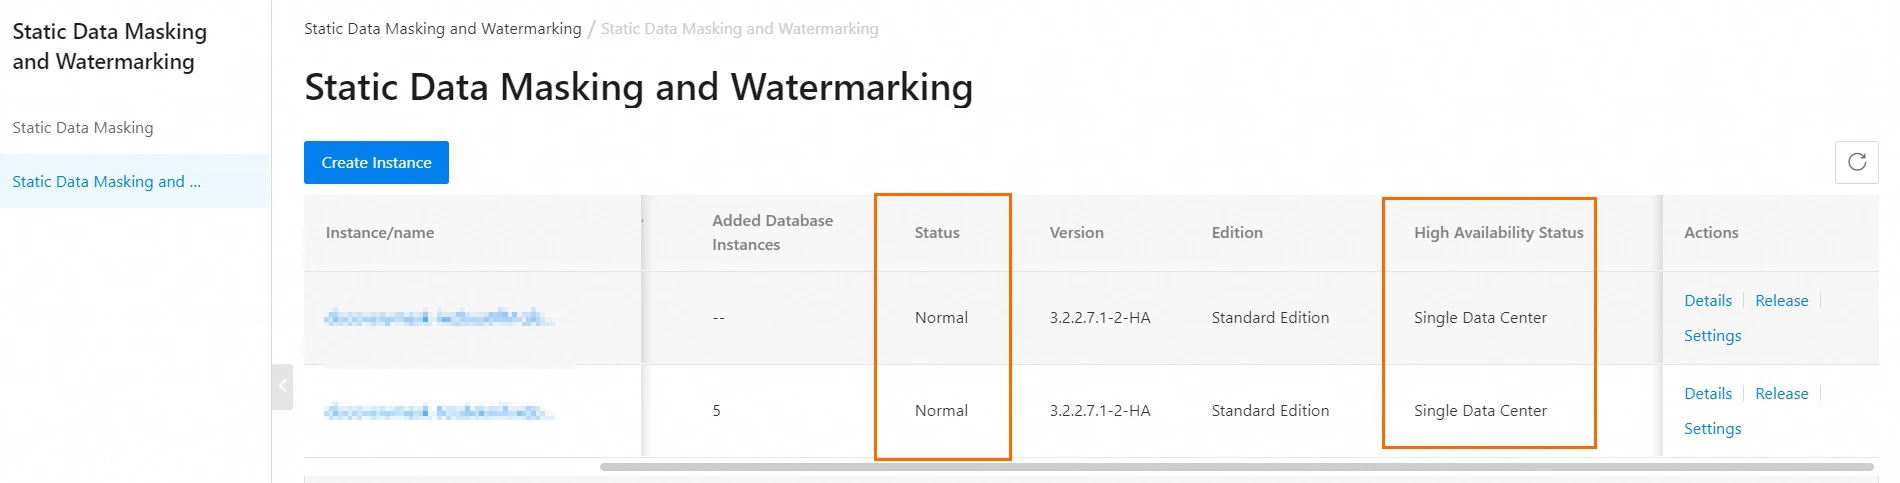 Static Data Masking
and Watermarking
Static Data Masking
Static Data Masking and ...
Static Data Masking and Watermarking / Static Data Masking and Watermarking
Static Data Masking and Watermarking
Create Instance
Instance/name
Added Database
Instances
Status
Version
Edition
High Availability Status
Actions
--
Normal
3.2.2.7.1-2-HA
Standard Edition
Single Data Center
Details
Release
Settings
5
Normal
3.2.2.7.1-2-HA
Standard Edition
Single Data Center
Details
Release
Settings